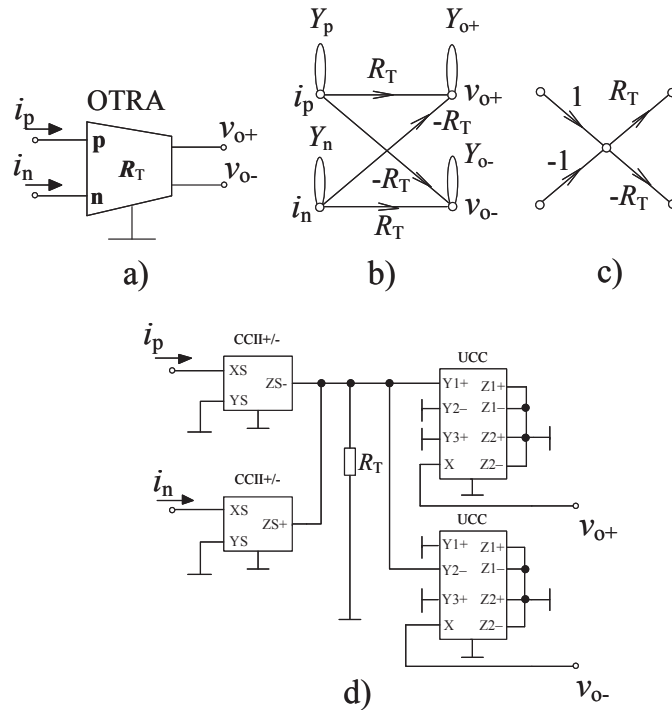 OTRA
i_p
p
i_n
n
R_T
v_o+
v_o-
a)
Y_p
Y_o+
i_p
R_T
v_o+
-R_T
Y_n
Y_o-
-R_T
i_n
R_T
v_o-
b)
1
R_T
-1
-R_T
c)
i_p
CCII+/-
XS
ZS-
YS
i_n
CCII+/-
XS
ZS+
YS
R_T
UCC
Y1+ Z1+
Y2– Z1–
Y3+ Z2+
X Z2–
v_o+
UCC
Y1+ Z1+
Y2– Z1–
Y3+ Z2+
X Z2–
v_o-
d)